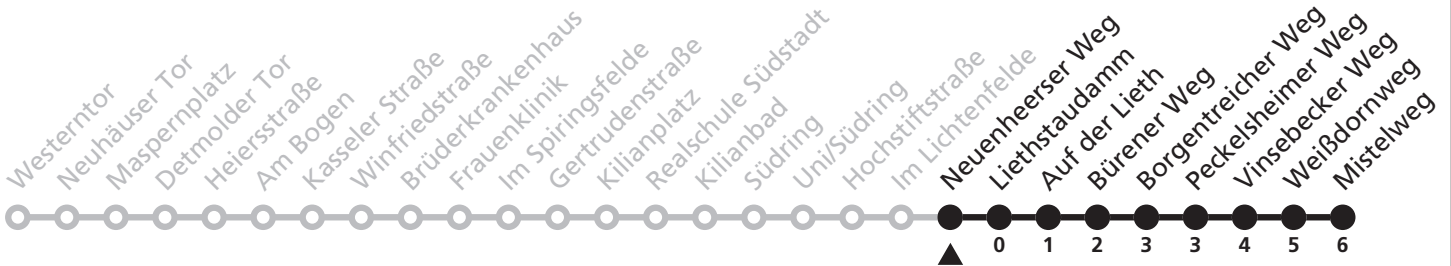 Westerntor
Neuhäuser Tor
Maspernplatz
Detmolder Tor
Heiersstraße
Am Bogen
Kasseler Straße
Winfriedstraße
Brüderkrankenhaus
Frauenklinik
Im Spiringsfelde
Gertrudenstraße
Kilianplatz
Realschule Südstadt
Kilianbad
Südring
Uni/Südring
Hochstiftstraße
Im Lichtenfelde
Neuenheerser Weg
Liethstaudamm
Auf der Lieth
Bürener Weg
Borgentreicher Weg
Peckelsheimer Weg
Vinsebecker Weg
Weißdornweg
Mistelweg
0 1 2 3 3 4 5 6